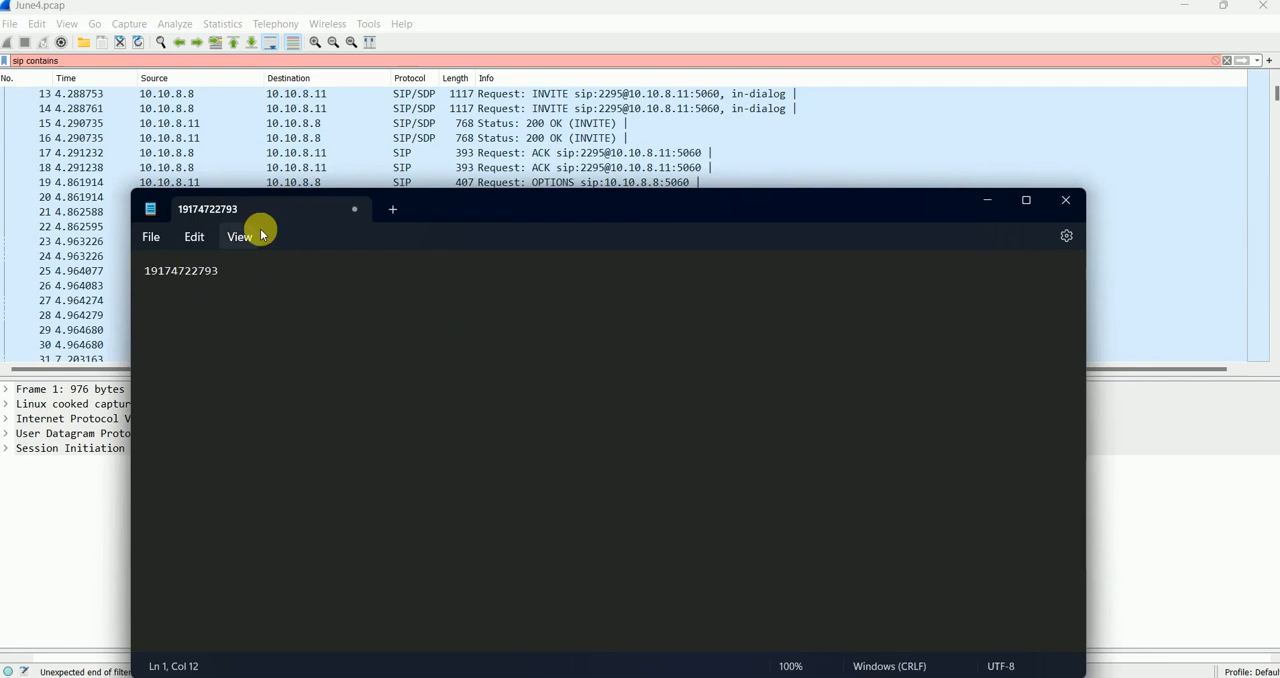 June4.pcap
File Edit View Go Capture Analyze Statistics Telephony Wireless Tools Help
sip contains
No. Time Source Destination Protocol Length Info
13 4.288753 10.10.8.8 10.10.8.11 SIP/SDP 1117 Request: INVITE sip:2295@10.10.8.11:5060, in-dialog |
14 4.288761 10.10.8.8 10.10.8.11 SIP/SDP 1117 Request: INVITE sip:2295@10.10.8.11:5060, in-dialog |
15 4.290735 10.10.8.11 10.10.8.8 SIP/SDP 768 Status: 200 OK (INVITE) |
16 4.290735 10.10.8.11 10.10.8.8 SIP/SDP 768 Status: 200 OK (INVITE) |
17 4.291232 10.10.8.8 10.10.8.11 SIP 393 Request: ACK sip:2295@10.10.8.11:5060 |
18 4.291238 10.10.8.8 10.10.8.11 SIP 393 Request: ACK sip:2295@10.10.8.11:5060 |
19 4.861914 10.10.8.11 10.10.8.8 SIP 407 Request: OPTIONS sip:10.10.8.8:5060 |
20 4.861914
21 4.862588
22 4.862595
23 4.963226
24 4.963226
25 4.964077
26 4.964083
27 4.964274
28 4.964279
29 4.964680
30 4.964680
31 7.203163
19174722793
File Edit View
19174722793
Ln 1, Col 12 100% Windows (CRLF) UTF-8
Frame 1: 976 bytes
Linux cooked captur
Internet Protocol V
User Datagram Proto
Session Initiation
Unexpected end of filter
Profile: Defaul